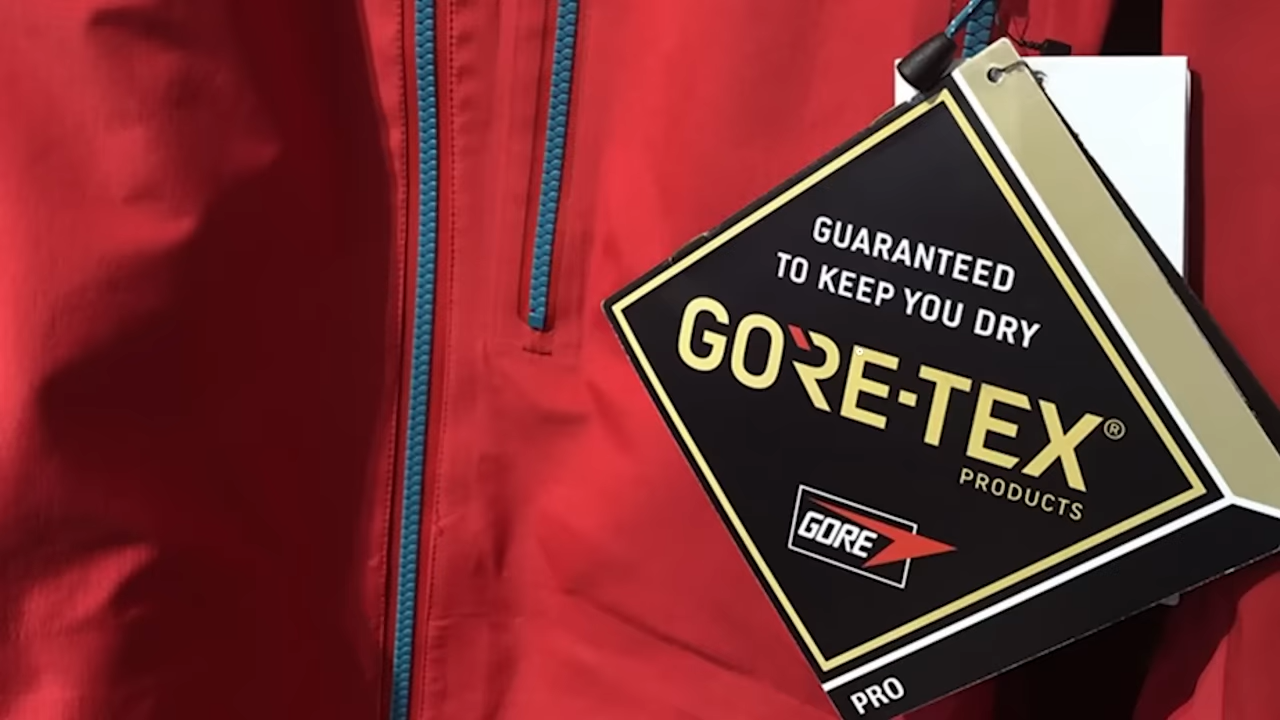 GUARANTEED
TO KEEP YOU DRY
GORE-TEX®
PRODUCTS
GORE
PRO